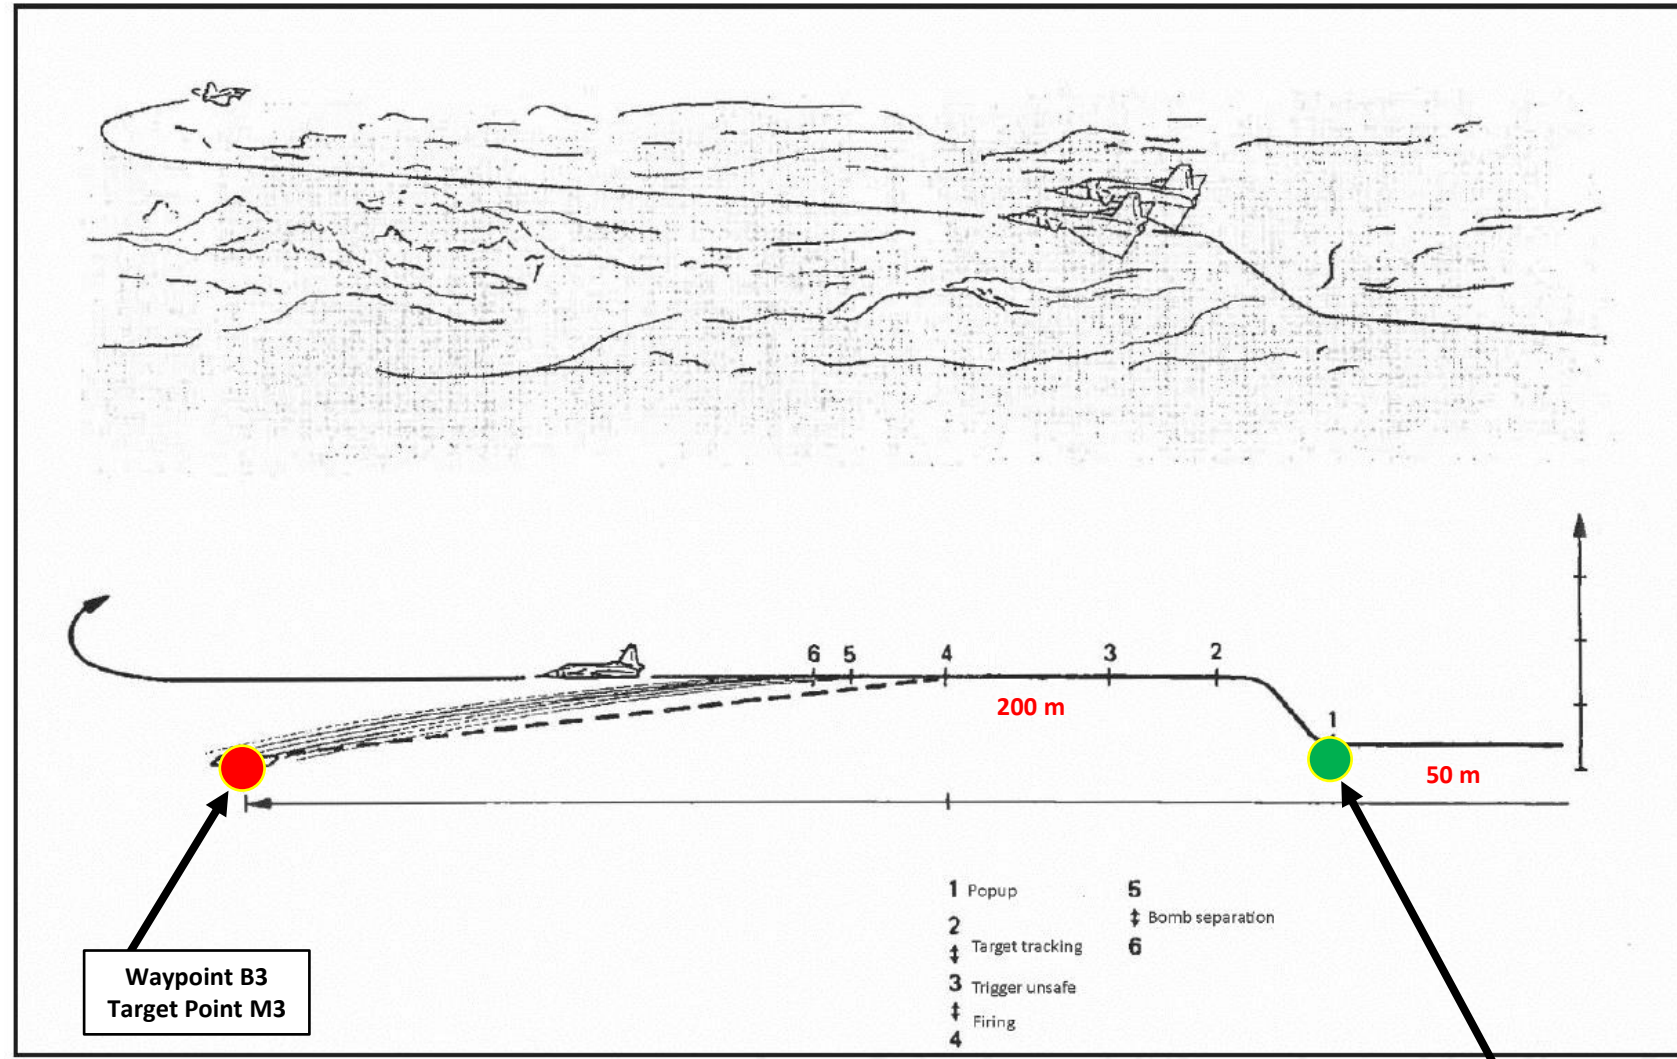 6 5 4 3 2
200 m
1
50 m
1 Popup
2
Target tracking
3 Trigger unsafe
Firing
4
5
Bomb separation
6
Waypoint B3
Target Point M3